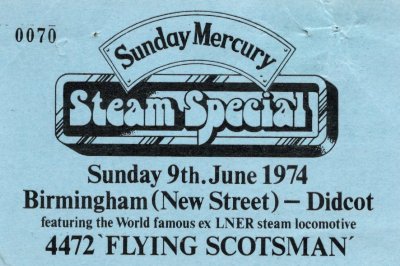 0070
Sunday Mercury
Steam Special
Sunday 9th. June 1974
Birmingham (New Street) — Didcot
featuring the World famous ex LNER steam locomotive
4472 `FLYING SCOTSMAN´